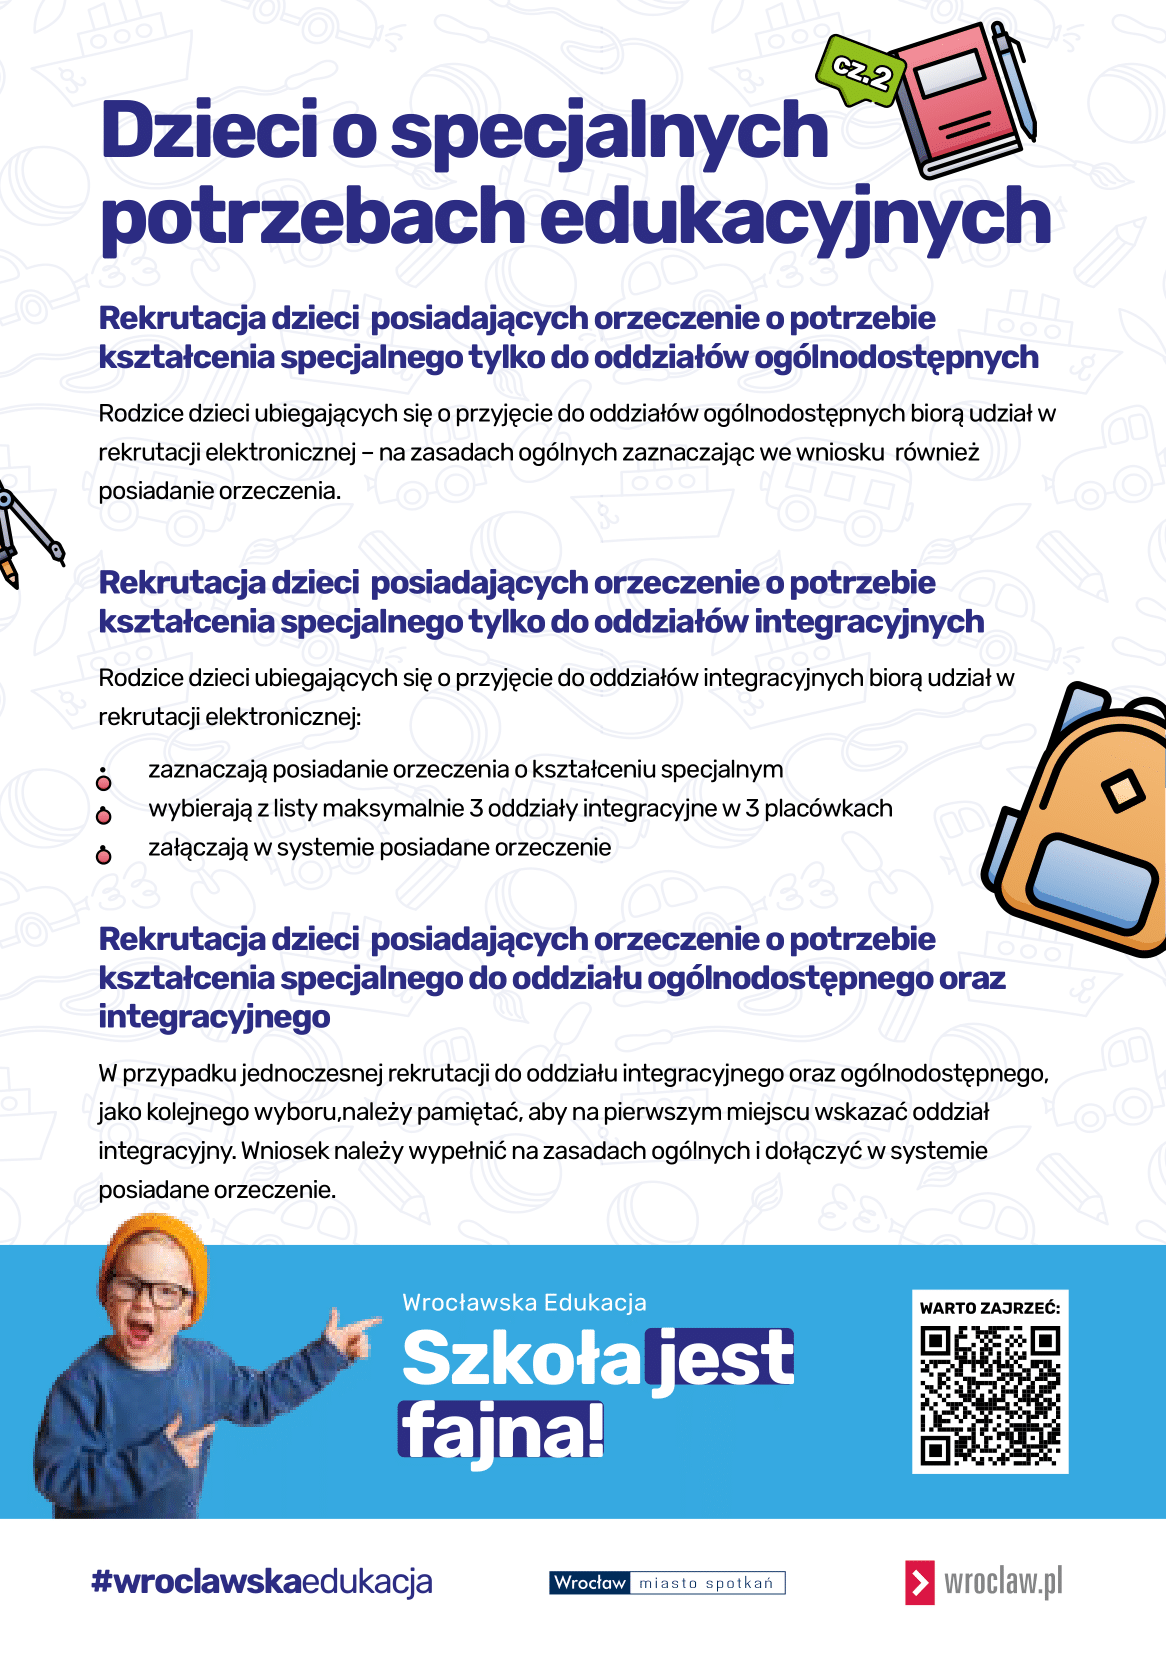 cz.2
Dzieci o specjalnych
potrzebach edukacyjnych
Rekrutacja dzieci  posiadających orzeczenie o potrzebie
kształcenia specjalnego tylko do oddziałów ogólnodostępnych
Rodzice dzieci ubiegających się o przyjęcie do oddziałów ogólnodostępnych biorą udział w
rekrutacji elektronicznej – na zasadach ogólnych zaznaczając we wniosku  również
posiadanie orzeczenia.
Rekrutacja dzieci  posiadających orzeczenie o potrzebie
kształcenia specjalnego tylko do oddziałów integracyjnych
Rodzice dzieci ubiegających się o przyjęcie do oddziałów integracyjnych biorą udział w
rekrutacji elektronicznej:
• zaznaczają posiadanie orzeczenia o kształceniu specjalnym
• wybierają z listy maksymalnie 3 oddziały integracyjne w 3 placówkach
• załączają w systemie posiadane orzeczenie
Rekrutacja dzieci  posiadających orzeczenie o potrzebie
kształcenia specjalnego do oddziału ogólnodostępnego oraz
integracyjnego
W przypadku jednoczesnej rekrutacji do oddziału integracyjnego oraz ogólnodostępnego,
jako kolejnego wyboru,należy pamiętać, aby na pierwszym miejscu wskazać oddział
integracyjny. Wniosek należy wypełnić na zasadach ogólnych i dołączyć w systemie
posiadane orzeczenie.
Wrocławska Edukacja
Szkoła jest
fajna!
WARTO ZAJRZEĆ:
#wroclawskaedukacja
Wrocław miasto spotkań
wroclaw.pl